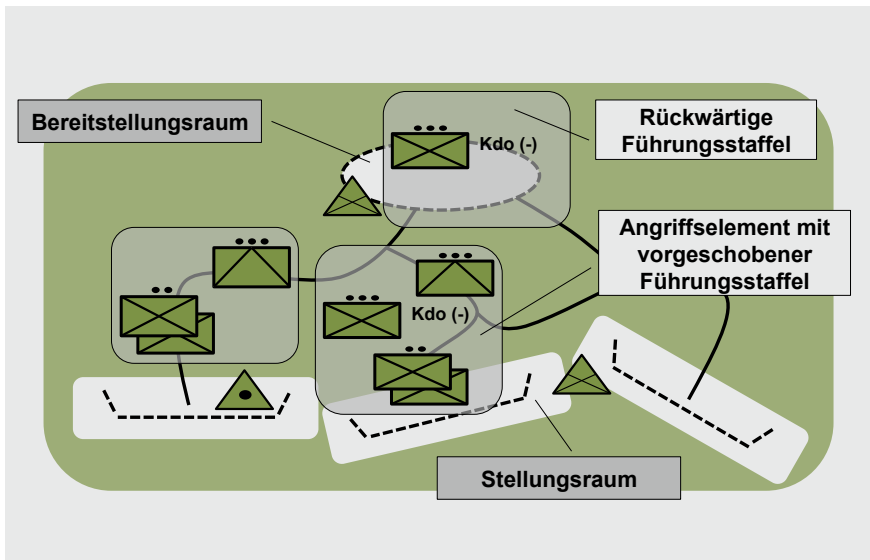 Bereitstellungsraum
Kdo (-)
Rückwärtige
Führungsstaffel
Angriffselement mit
vorgeschobener
Führungsstaffel
Kdo (-)
Stellungsraum